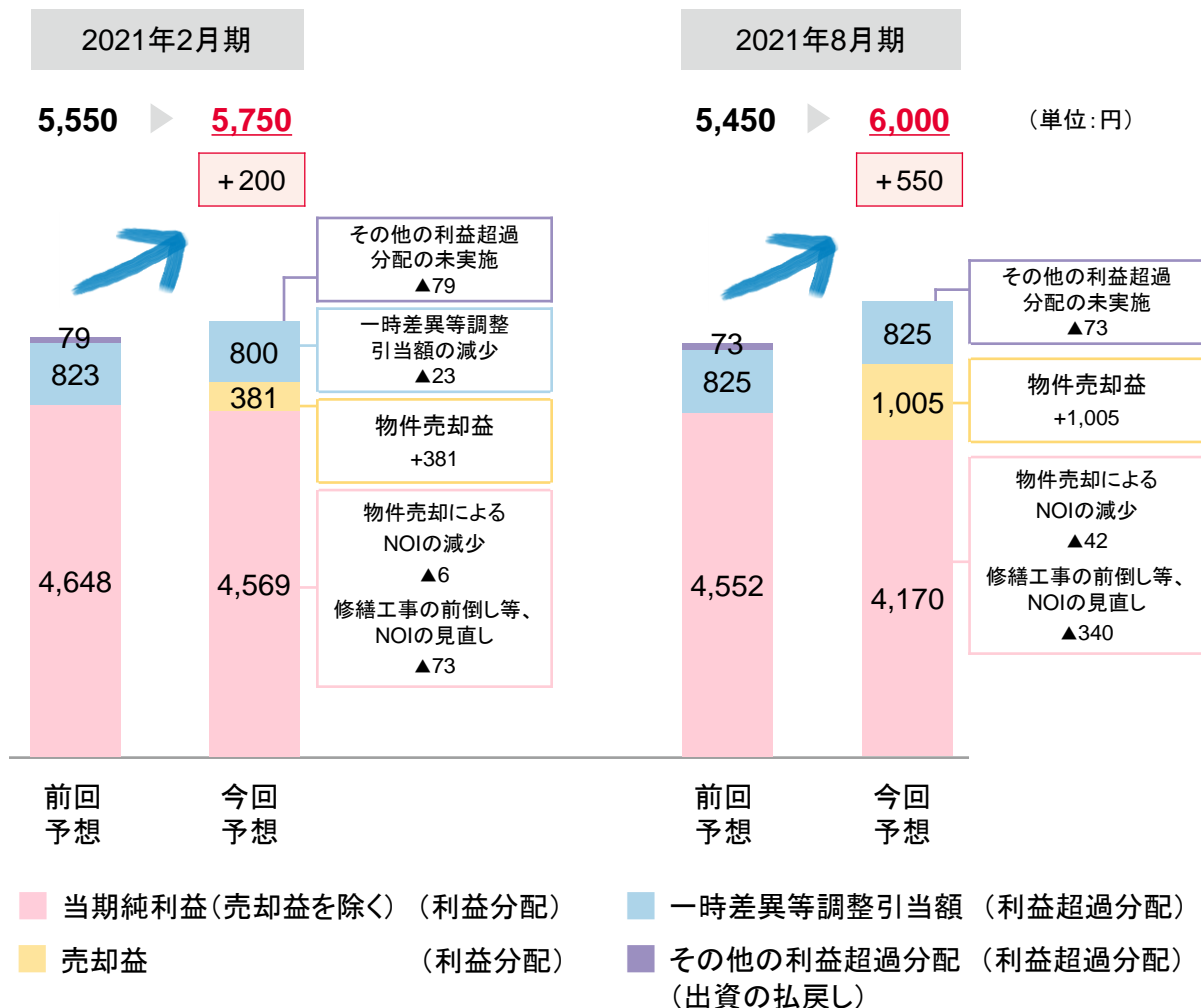 2021年2月期
5,550
5,750
+200
79
823
4,648
800
381
4,569
その他の利益超過
分配の未実施
▲79
一時差異等調整
引当額の減少
▲23
物件売却益
+381
物件売却による
NOIの減少
▲6
修繕工事の前倒し等、
NOIの見直し
▲73
前回
予想
今回
予想
2021年8月期
5,450
6,000
(単位:円)
+550
73
825
4,552
825
1,005
4,170
その他の利益超過
分配の未実施
▲73
物件売却益
+1,005
物件売却による
NOIの減少
▲42
修繕工事の前倒し等、
NOIの見直し
▲340
前回
予想
今回
予想
当期純利益(売却益を除く) (利益分配)
売却益 (利益分配)
一時差異等調整引当額 (利益超過分配)
その他の利益超過分配 (利益超過分配)
(出資の払戻し)